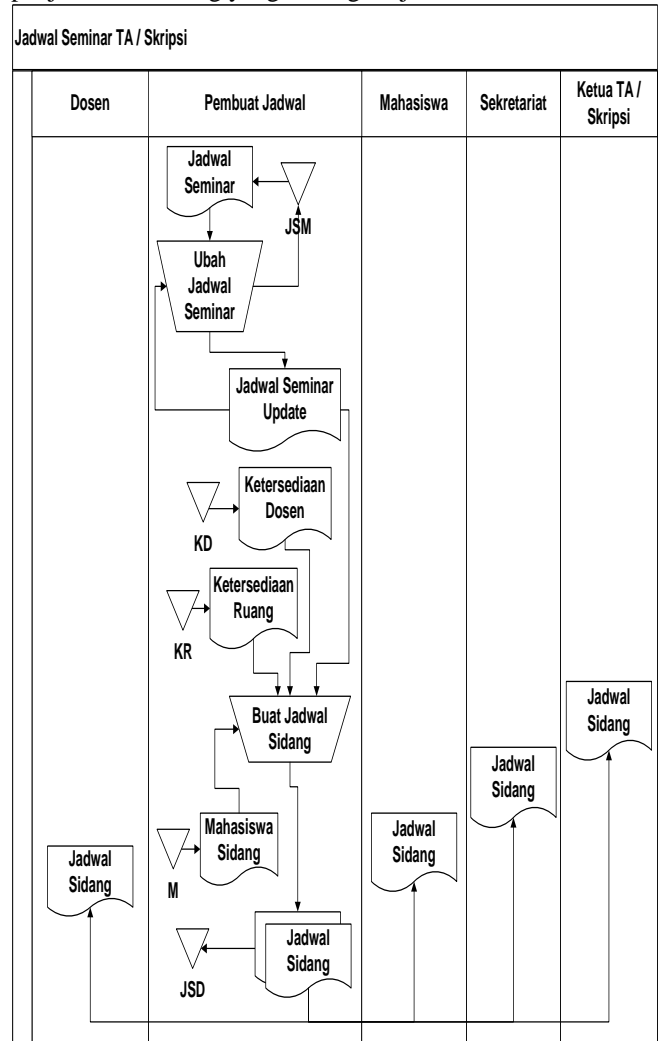 Jadwal Seminar TA / Skripsi
Dosen
Pembuat Jadwal
Mahasiswa
Sekretariat
Ketua TA /
Skripsi
Jadwal
Seminar
JSM
Ubah
Jadwal
Seminar
Jadwal Seminar
Update
Ketersediaan
Dosen
KD
Ketersediaan
Ruang
KR
Buat Jadwal
Sidang
Jadwal
Sidang
Jadwal
Sidang
Mahasiswa
Sidang
M
Jadwal
Sidang
Jadwal
Sidang
Jadwal
Sidang
JSD